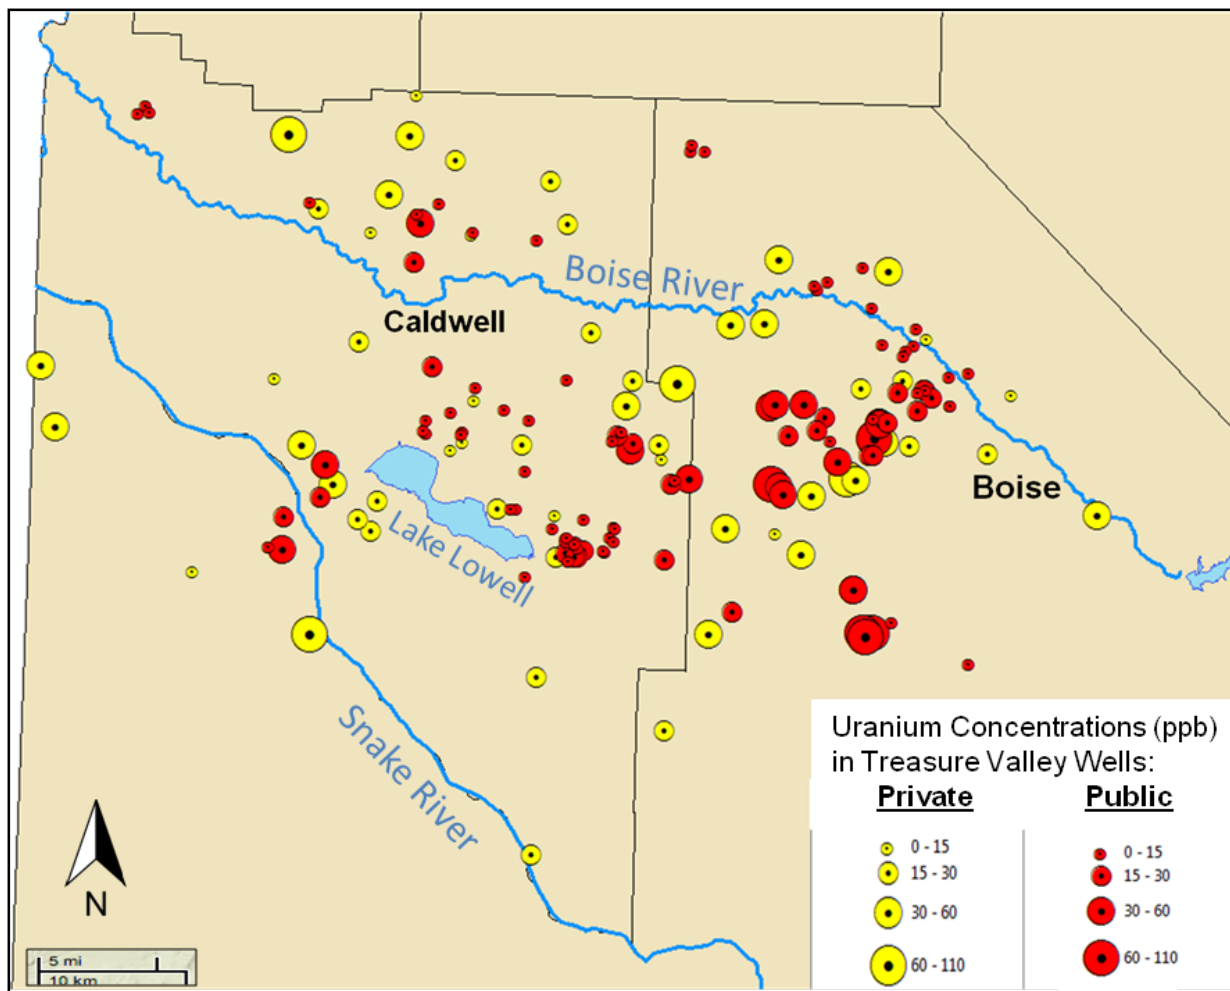 Boise River
Caldwell
Boise
Lake Lowell
Snake River
N
5 mi
10 km
Uranium Concentrations (ppb)
in Treasure Valley Wells:
Private Public
0 - 15 0 - 15
15 - 30 15 - 30
30 - 60 30 - 60
60 - 110 60 - 110